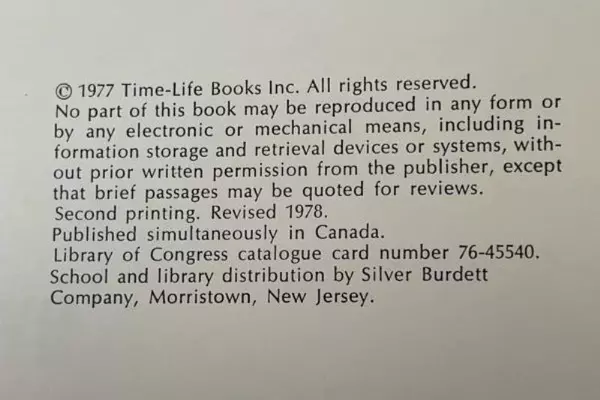 © 1977 Time-Life Books Inc. All rights reserved.
No part of this book may be reproduced in any form or
by any electronic or mechanical means, including in-
formation storage and retrieval devices or systems, with-
out prior written permission from the publisher, except
that brief passages may be quoted for reviews.
Second printing. Revised 1978.
Published simultaneously in Canada.
Library of Congress catalogue card number 76-45540.
School and library distribution by Silver Burdett
Company, Morristown, New Jersey.